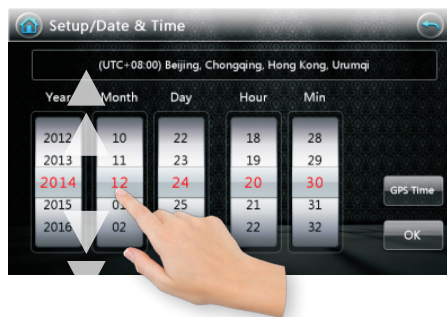 Setup/Date & Time
(UTC+08:00) Beijing, Chongqing, Hong Kong, Urumqi
Year Month Day Hour Min
2012 10 22 18 28
2013 11 23 19 29
2014 12 24 20 30
GPS Time
2015 01 25 21 31
2016 02 22 32
OK